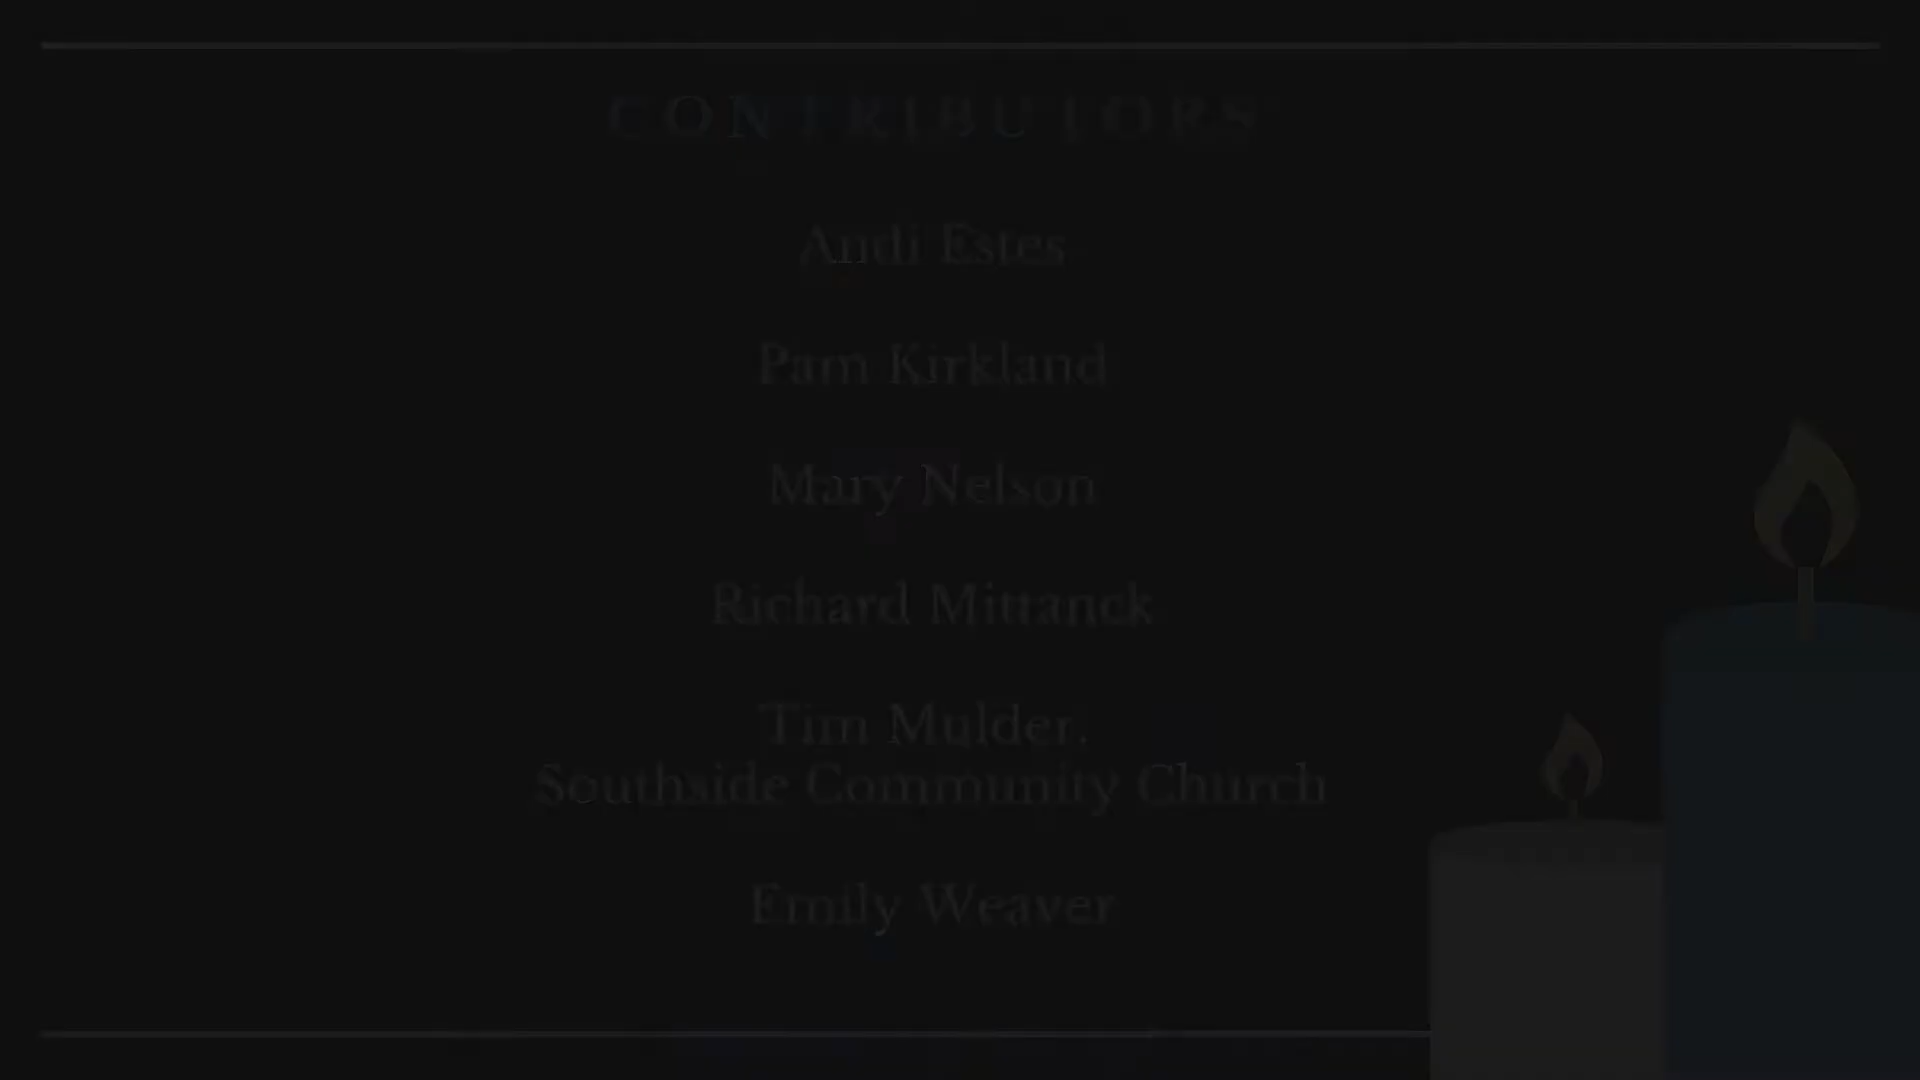 CONTRIBUTORS
Andi Estes
Pam Kirkland
Mary Nelson
Richard Mittanck
Tim Mulder,
Southside Community Church
Emily Weaver